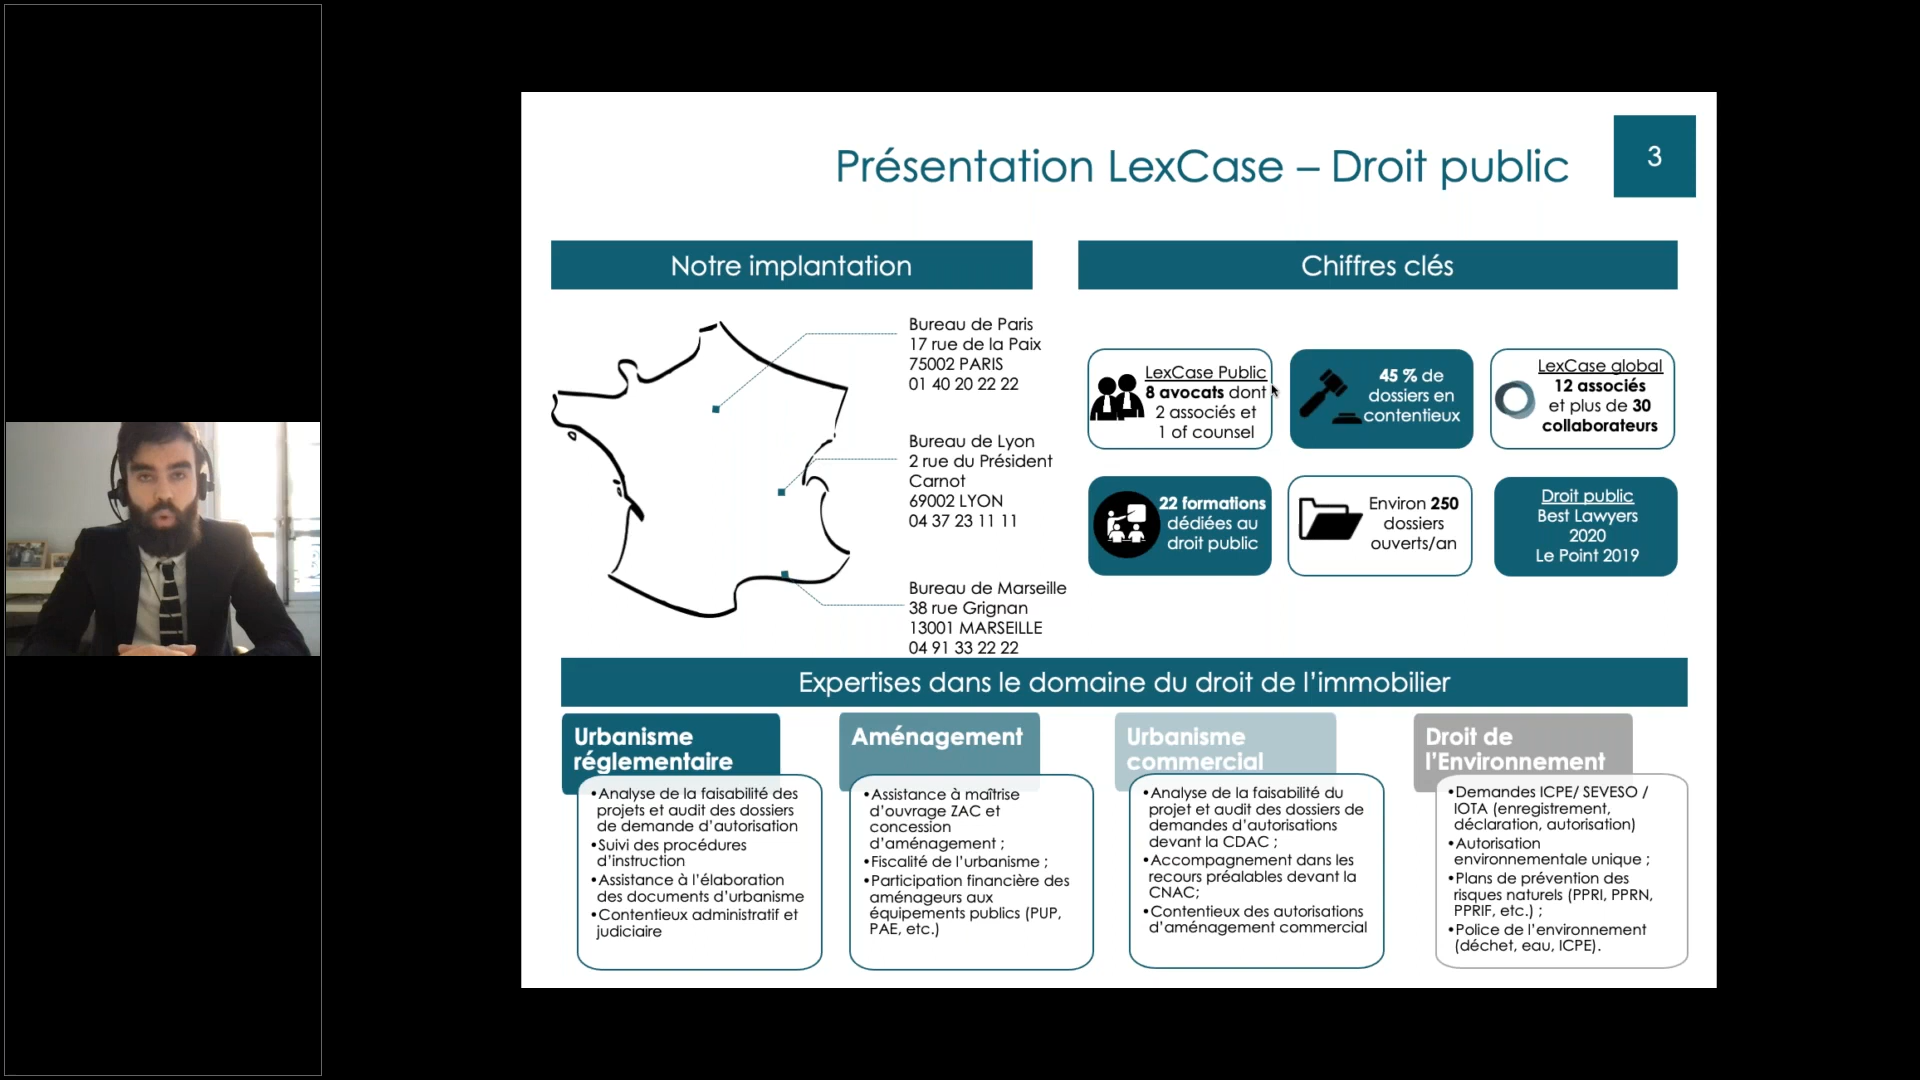 Présentation LexCase – Droit public
3
Notre implantation
Bureau de Paris
17 rue de la Paix
75002 PARIS
01 40 20 22 22
Bureau de Lyon
2 rue du Président
Carnot
69002 LYON
04 37 23 11 11
Bureau de Marseille
38 rue Grignan
13001 MARSEILLE
04 91 33 22 22
Chiffres clés
LexCase Public
8 avocats dont
2 associés et
1 of counsel
45 % de
dossiers en
contentieux
LexCase global
12 associés
et plus de 30
collaborateurs
22 formations
dédiées au
droit public
Environ 250
dossiers
ouverts/an
Droit public
Best Lawyers
2020
Le Point 2019
Expertises dans le domaine du droit de l’immobilier
Urbanisme
réglementaire
•Analyse de la faisabilité des
projets et audit des dossiers
de demande d’autorisation
•Suivi des procédures
d’instruction
•Assistance à l’élaboration
des documents d’urbanisme
•Contentieux administratif et
judiciaire
Aménagement
•Assistance à maîtrise
d’ouvrage ZAC et
concession
d’aménagement ;
•Fiscalité de l’urbanisme ;
•Participation financière des
aménageurs aux
équipements publics (PUP,
PAE, etc.)
Urbanisme
commercial
•Analyse de la faisabilité du
projet et audit des dossiers de
demandes d’autorisations
devant la CDAC ;
•Accompagnement dans les
recours préalables devant la
CNAC;
•Contentieux des autorisations
d’aménagement commercial
Droit de
l’Environnement
•Demandes ICPE/ SEVESO /
IOTA (enregistrement,
déclaration, autorisation)
•Autorisation
environnementale unique ;
•Plans de prévention des
risques naturels (PPRI, PPRN,
PPRIF, etc.) ;
•Police de l’environnement
(déchet, eau, ICPE).